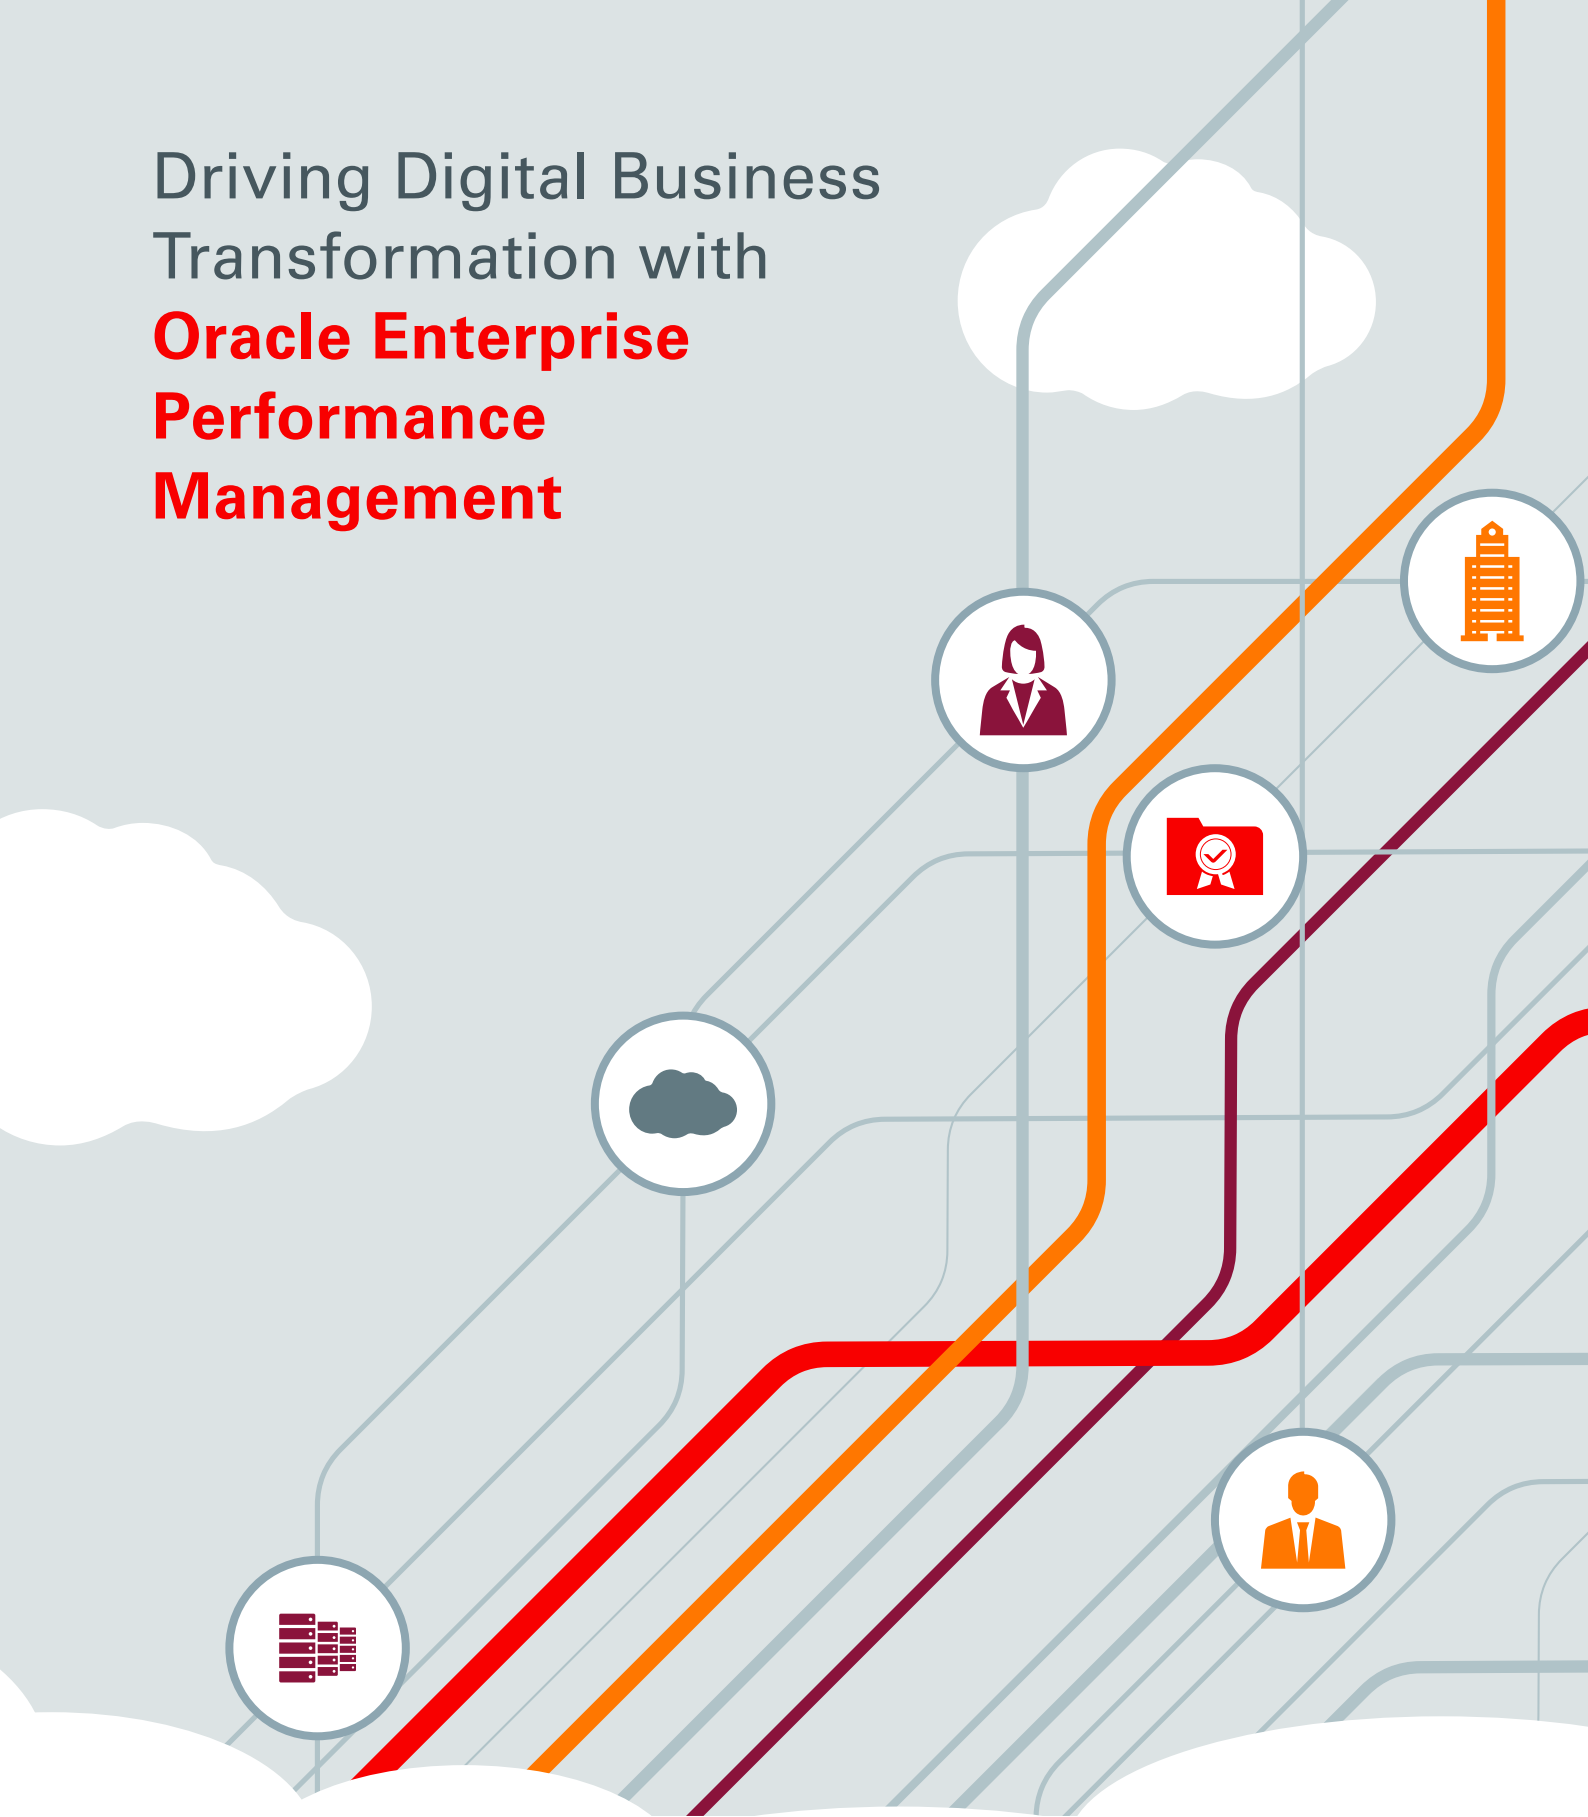 Driving Digital Business
Transformation with
Oracle Enterprise
Performance
Management